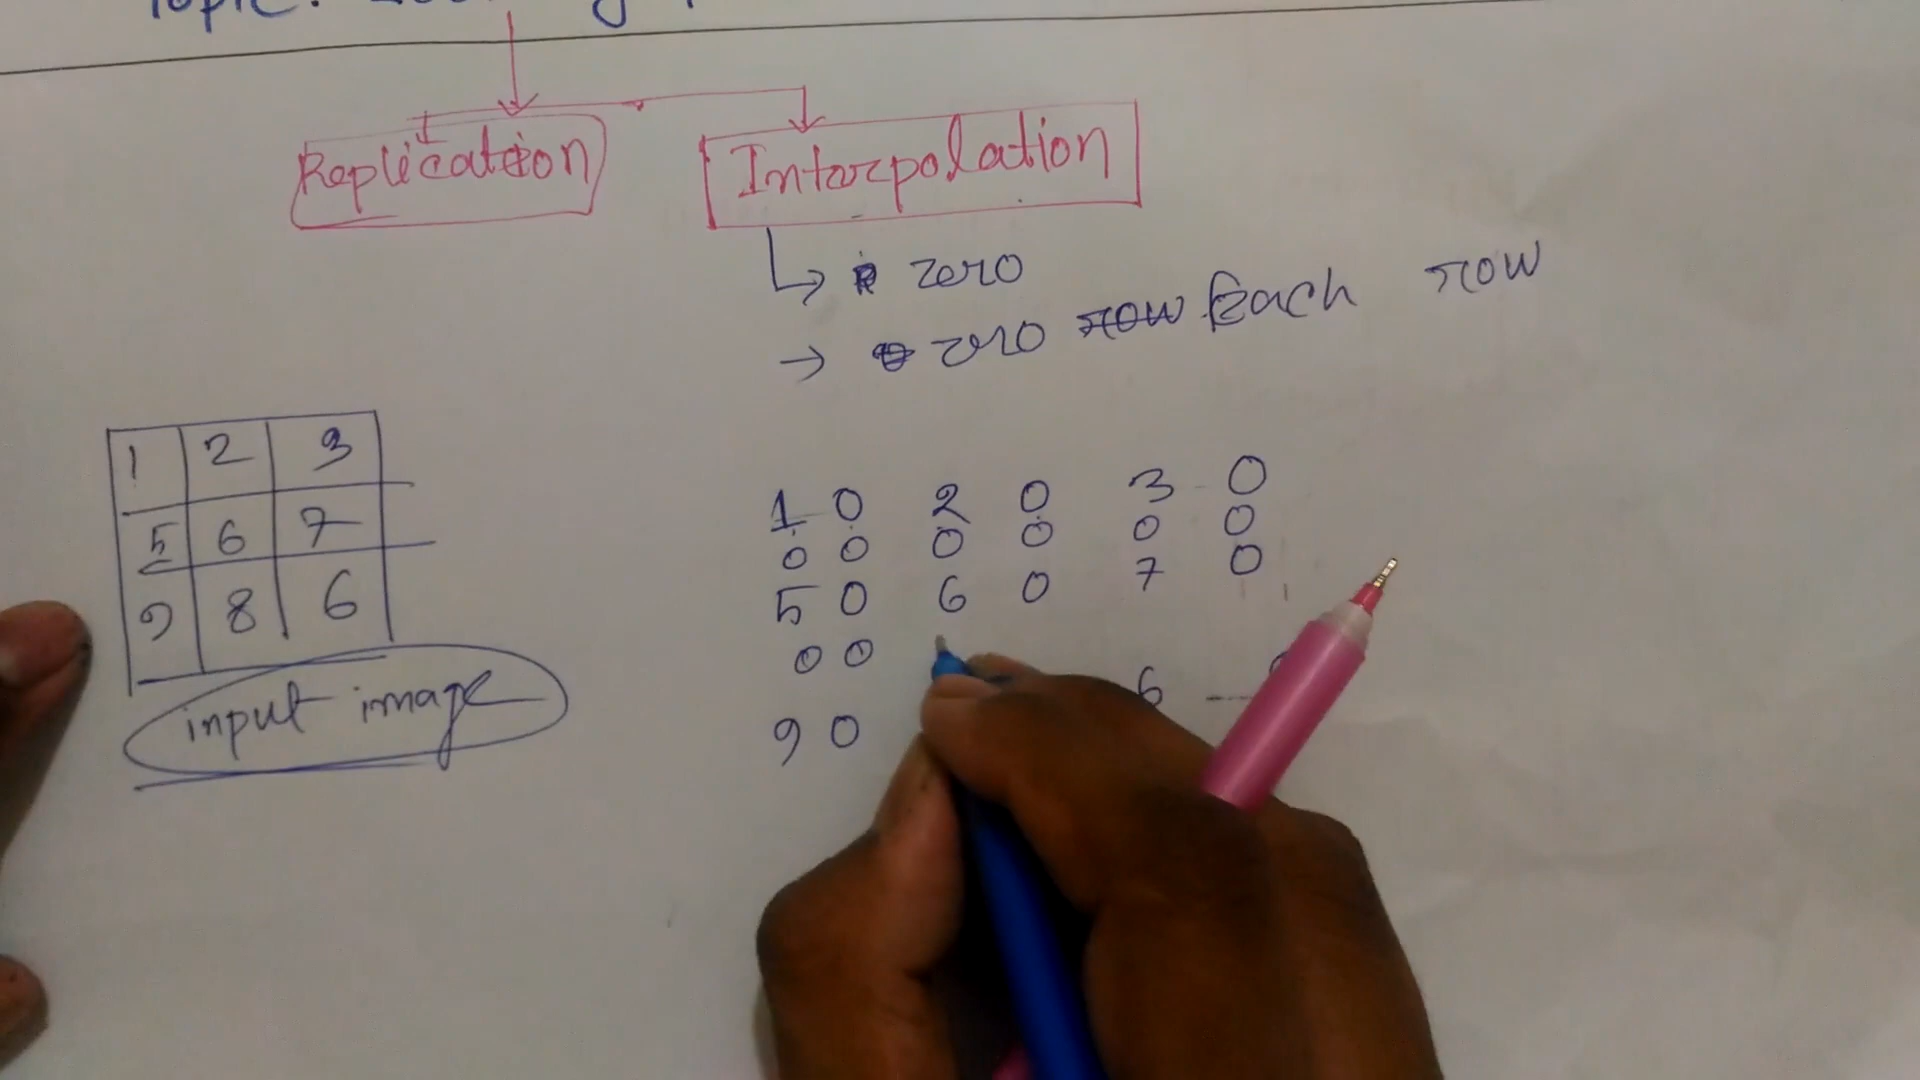 Topic:
Replication
Interpolation
→ zero
→ zero row Each row
1 2 3
5 6 7
9 8 6
input image
1 0 2 0 3 0
0 0 0 0 0 0
5 0 6 0 7 0
0 0
9 0 6